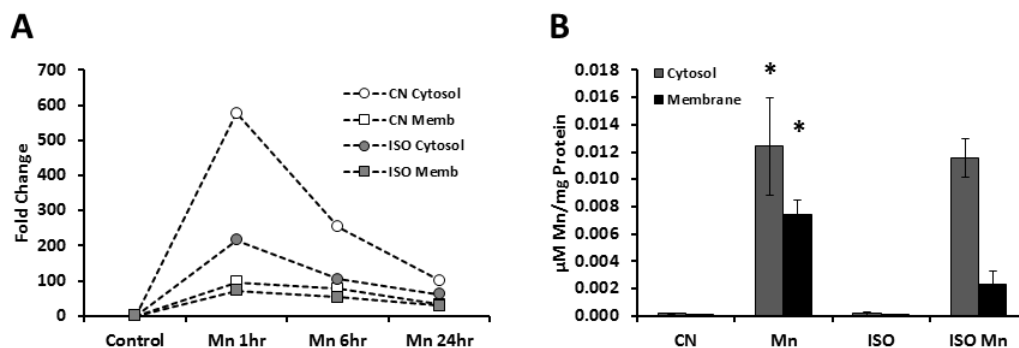 A
Fold Change
700
600
500
400
300
200
100
0
CN Cytosol
CN Memb
ISO Cytosol
ISO Memb
Control
Mn 1hr
Mn 6hr
Mn 24hr
B
µM Mn/mg Protein
0.018
0.016
0.014
0.012
0.010
0.008
0.006
0.004
0.002
0.000
Cytosol
Membrane
*
*
CN
Mn
ISO
ISO Mn